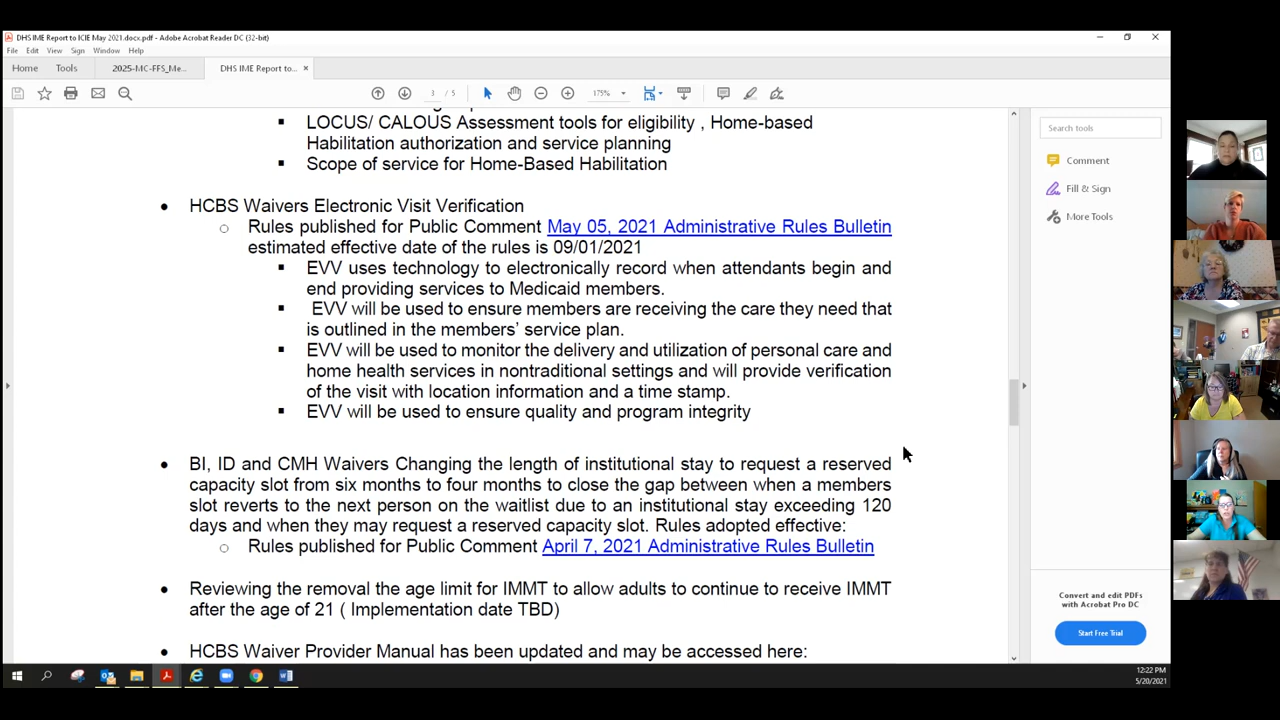 DHS IME Report to ICIE May 2021.docx.pdf - Adobe Acrobat Reader DC (32-bit)
File Edit View Sign Window Help
Home Tools 2025-MC-FFS_Me... DHS IME Report to... ×
3 / 5 175%
LOCUS/ CALOUS Assessment tools for eligibility , Home-based
Habilitation authorization and service planning
▪ Scope of service for Home-Based Habilitation
• HCBS Waivers Electronic Visit Verification
○ Rules published for Public Comment May 05, 2021 Administrative Rules Bulletin
estimated effective date of the rules is 09/01/2021
▪ EVV uses technology to electronically record when attendants begin and
end providing services to Medicaid members.
▪ EVV will be used to ensure members are receiving the care they need that
is outlined in the members' service plan.
▪ EVV will be used to monitor the delivery and utilization of personal care and
home health services in nontraditional settings and will provide verification
of the visit with location information and a time stamp.
▪ EVV will be used to ensure quality and program integrity
• BI, ID and CMH Waivers Changing the length of institutional stay to request a reserved
capacity slot from six months to four months to close the gap between when a members
slot reverts to the next person on the waitlist due to an institutional stay exceeding 120
days and when they may request a reserved capacity slot. Rules adopted effective:
○ Rules published for Public Comment April 7, 2021 Administrative Rules Bulletin
• Reviewing the removal the age limit for IMMT to allow adults to continue to receive IMMT
after the age of 21 ( Implementation date TBD)
• HCBS Waiver Provider Manual has been updated and may be accessed here:
Search tools
Comment
Fill & Sign
More Tools
Convert and edit PDFs
with Acrobat Pro DC
Start Free Trial
12:22 PM
5/20/2021